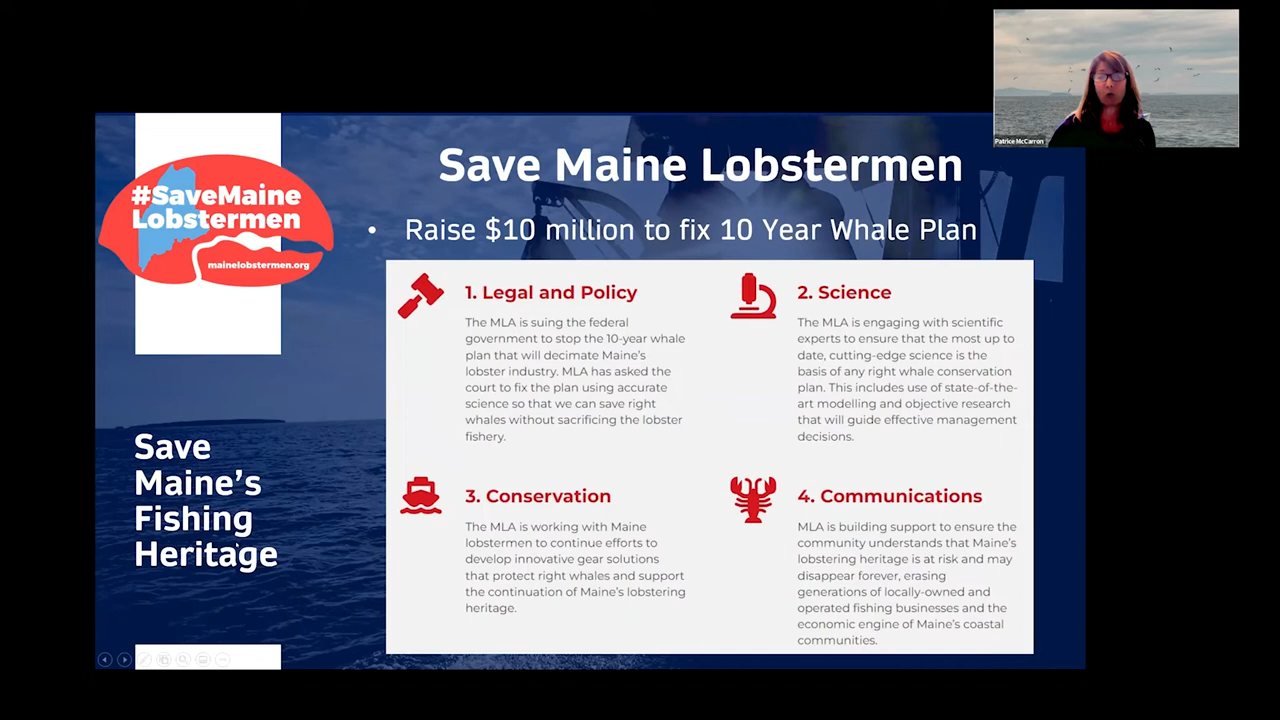 Patrice McCarron
#SaveMaine
Lobstermen
mainelobstermen.org
Save Maine Lobstermen
• Raise $10 million to fix 10 Year Whale Plan
Save
Maine's
Fishing
Heritage
1. Legal and Policy
The MLA is suing the federal
government to stop the 10-year whale
plan that will decimate Maine's
lobster industry. MLA has asked the
court to fix the plan using accurate
science so that we can save right
whales without sacrificing the lobster
fishery.
2. Science
The MLA is engaging with scientific
experts to ensure that the most up to
date, cutting-edge science is the
basis of any right whale conservation
plan. This includes use of state-of-the-
art modelling and objective research
that will guide effective management
decisions.
3. Conservation
The MLA is working with Maine
lobstermen to continue efforts to
develop innovative gear solutions
that protect right whales and support
the continuation of Maine's lobstering
heritage.
4. Communications
MLA is building support to ensure the
community understands that Maine's
lobstering heritage is at risk and may
disappear forever, erasing
generations of locally-owned and
operated fishing businesses and the
economic engine of Maine's coastal
communities.